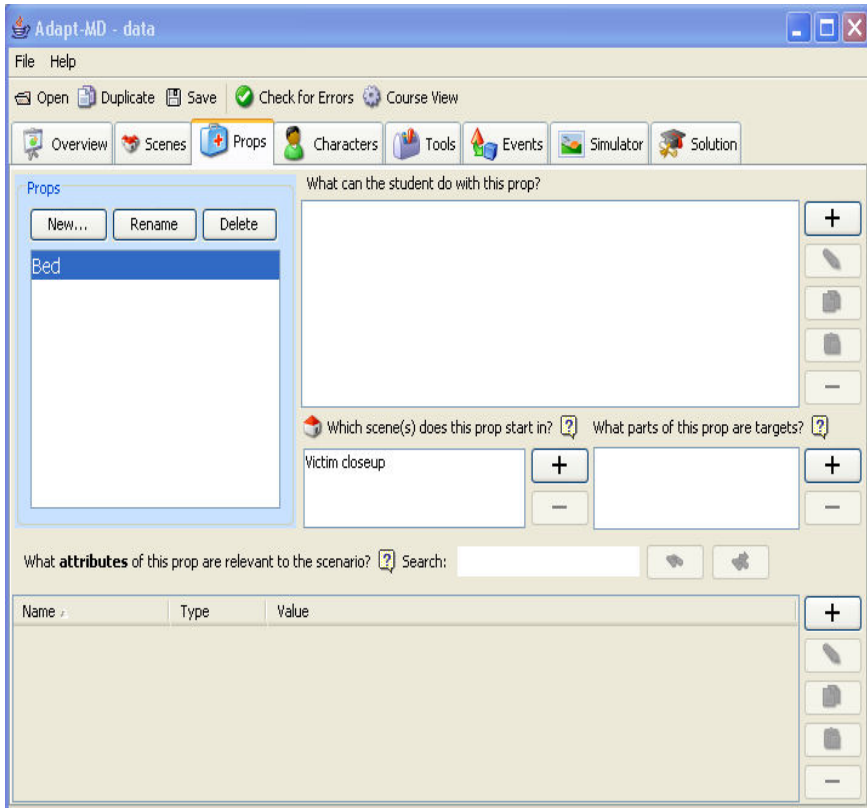 Adapt-MD - data
File Help
Open Duplicate Save Check for Errors Course View
Overview Scenes Props Characters Tools Events Simulator Solution
Props
New... Rename Delete
Bed
What can the student do with this prop?
+
−
Which scene(s) does this prop start in? ?
Victim closeup
+
−
What parts of this prop are targets? ?
+
−
What attributes of this prop are relevant to the scenario? ? Search:
Name Type Value
+
−